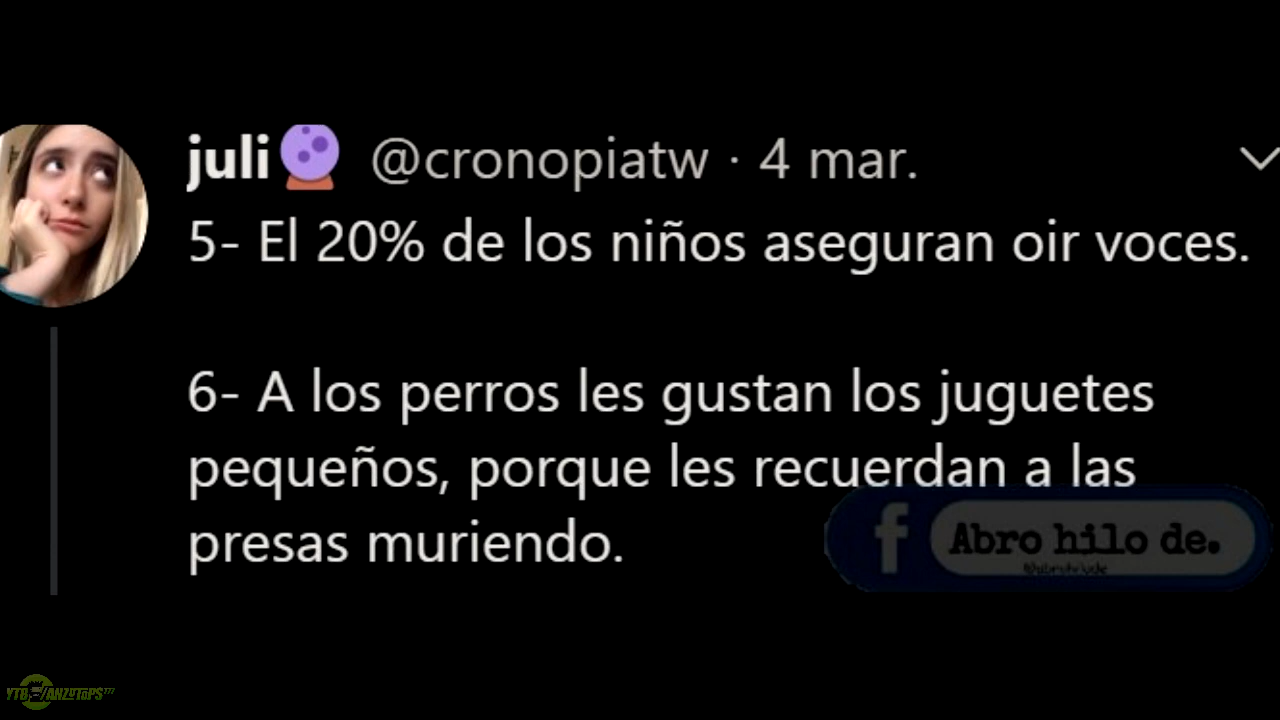 juli @cronopiatw · 4 mar.
5- El 20% de los niños aseguran oir voces.
6- A los perros les gustan los juguetes
pequeños, porque les recuerdan a las
presas muriendo.
f Abro hilo de.